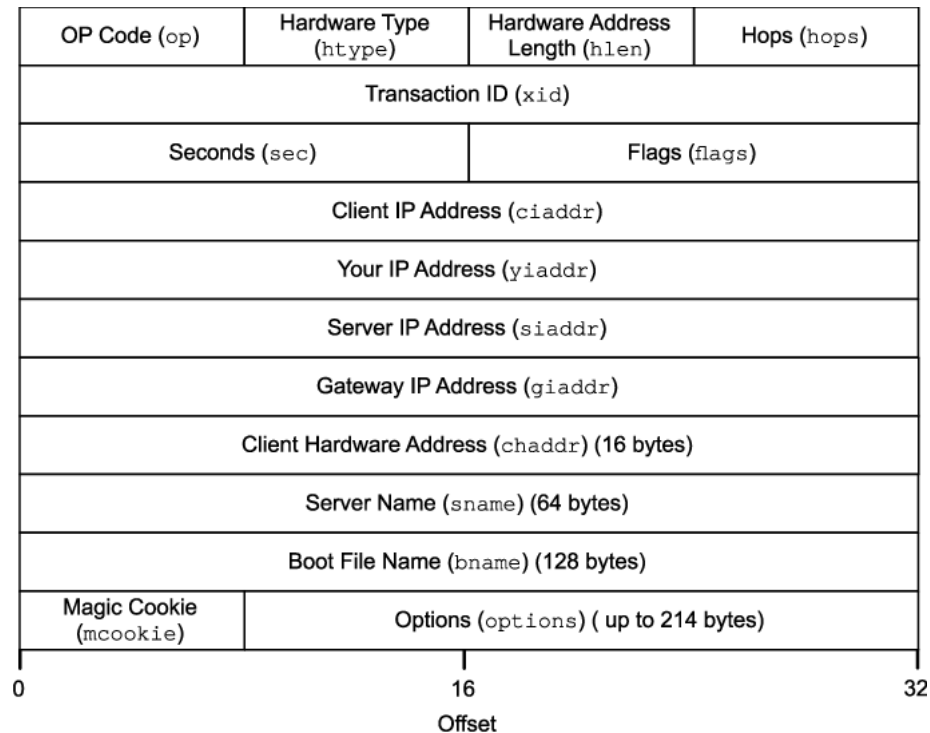 OP Code (op)
Hardware Type
(htype)
Hardware Address
Length (hlen)
Hops (hops)
Transaction ID (xid)
Seconds (sec)
Flags (flags)
Client IP Address (ciaddr)
Your IP Address (yiaddr)
Server IP Address (siaddr)
Gateway IP Address (giaddr)
Client Hardware Address (chaddr) (16 bytes)
Server Name (sname) (64 bytes)
Boot File Name (bname) (128 bytes)
Magic Cookie
(mcookie)
Options (options) ( up to 214 bytes)
0
16
32
Offset